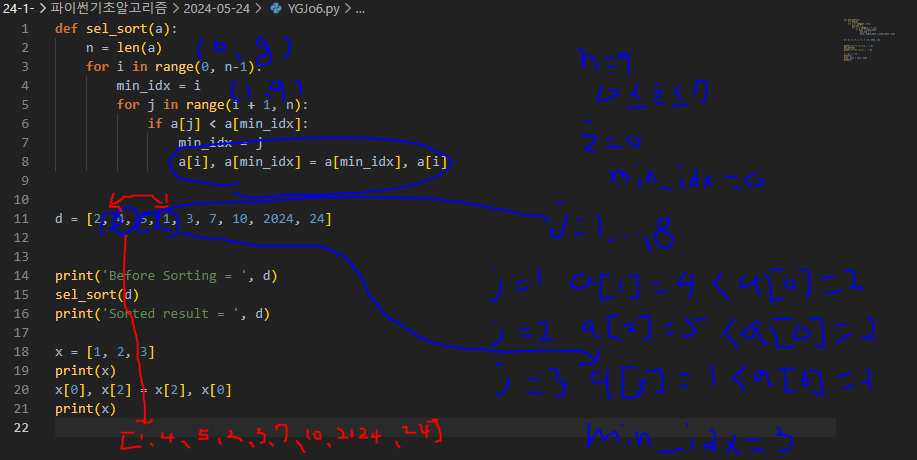 24-1- > 파이썬기초알고리즘 > 2024-05-24 > YGJo6.py > ...
1 def sel_sort(a):
2 n = len(a)
(0, 8)
3 for i in range(0, n-1):
4 min_idx = i
(1, 9)
5 for j in range(i + 1, n):
6 if a[j] < a[min_idx]:
7 min_idx = j
8 a[i], a[min_idx] = a[min_idx], a[i]
9
10
11 d = [2, 4, 5, 1, 3, 7, 10, 2024, 24]
12
13
14 print('Before Sorting = ', d)
15 sel_sort(d)
16 print('Sorted result = ', d)
17
18 x = [1, 2, 3]
19 print(x)
20 x[0], x[2] = x[2], x[0]
21 print(x)
22
[1, 4, 5, 2, 3, 7, 10, 2124, 24]
n=9
0 ≤ i ≤ 7
i=0
min_idx=0
j=1 ..., 8
j=1 a[1]=4 < a[0]=2
j=2 a[2]=5 < a[0]=2
j=3 a[3]=1 < a[0]=2
min_idx=3